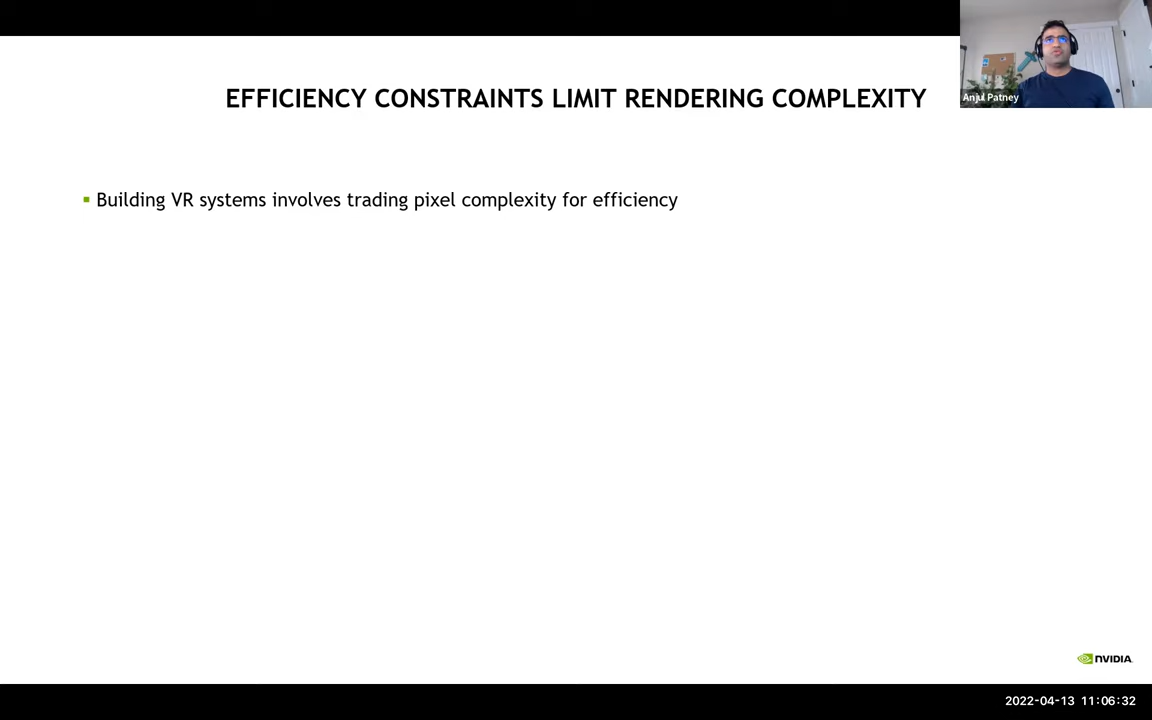 EFFICIENCY CONSTRAINTS LIMIT RENDERING COMPLEXITY
Anjul Patney
▪ Building VR systems involves trading pixel complexity for efficiency
NVIDIA.
2022-04-13 11:06:32